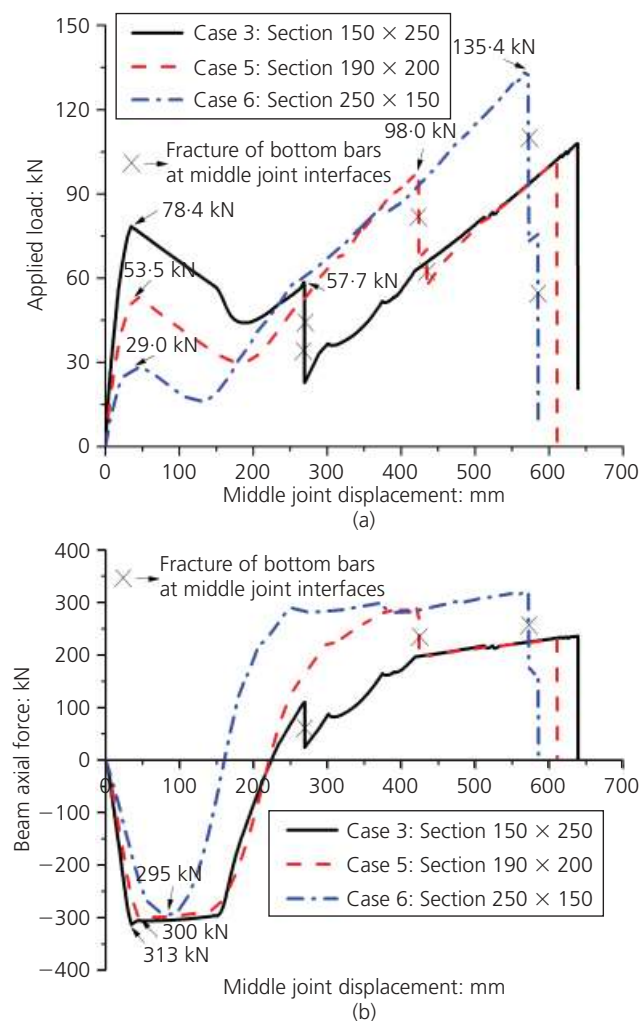 150
Case 3: Section 150 × 250
Case 5: Section 190 × 200
Case 6: Section 250 × 150
135·4 kN
120
98·0 kN
Fracture of bottom bars
at middle joint interfaces
90
78·4 kN
Applied load: kN
60
53·5 kN
57·7 kN
29·0 kN
30
0
0 100 200 300 400 500 600 700
Middle joint displacement: mm
(a)
400
Fracture of bottom bars
at middle joint interfaces
300
200
100
Beam axial force: kN
0
0 100 200 300 400 500 600 700
−100
Case 3: Section 150 × 250
Case 5: Section 190 × 200
Case 6: Section 250 × 150
−200
295 kN
−300
300 kN
313 kN
−400
Middle joint displacement: mm
(b)